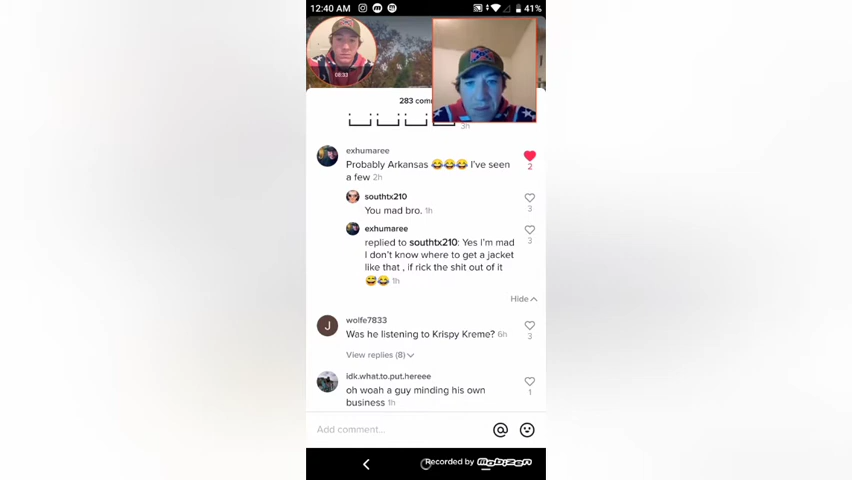 12:40 AM 41%
08:33
283 com
3h
exhumaree
Probably Arkansas 😂😂😂 I've seen
a few 2h
2
southtx210
You mad bro. 1h
3
exhumaree
replied to southtx210: Yes I'm mad
I don't know where to get a jacket
like that , if rick the shit out of it
😅😂 1h
3
Hide
J
wolfe7833
Was he listening to Krispy Kreme? 6h
3
View replies (8)
idk.what.to.put.hereee
oh woah a guy minding his own
business 1h
1
Add comment...
Recorded by Mobizen